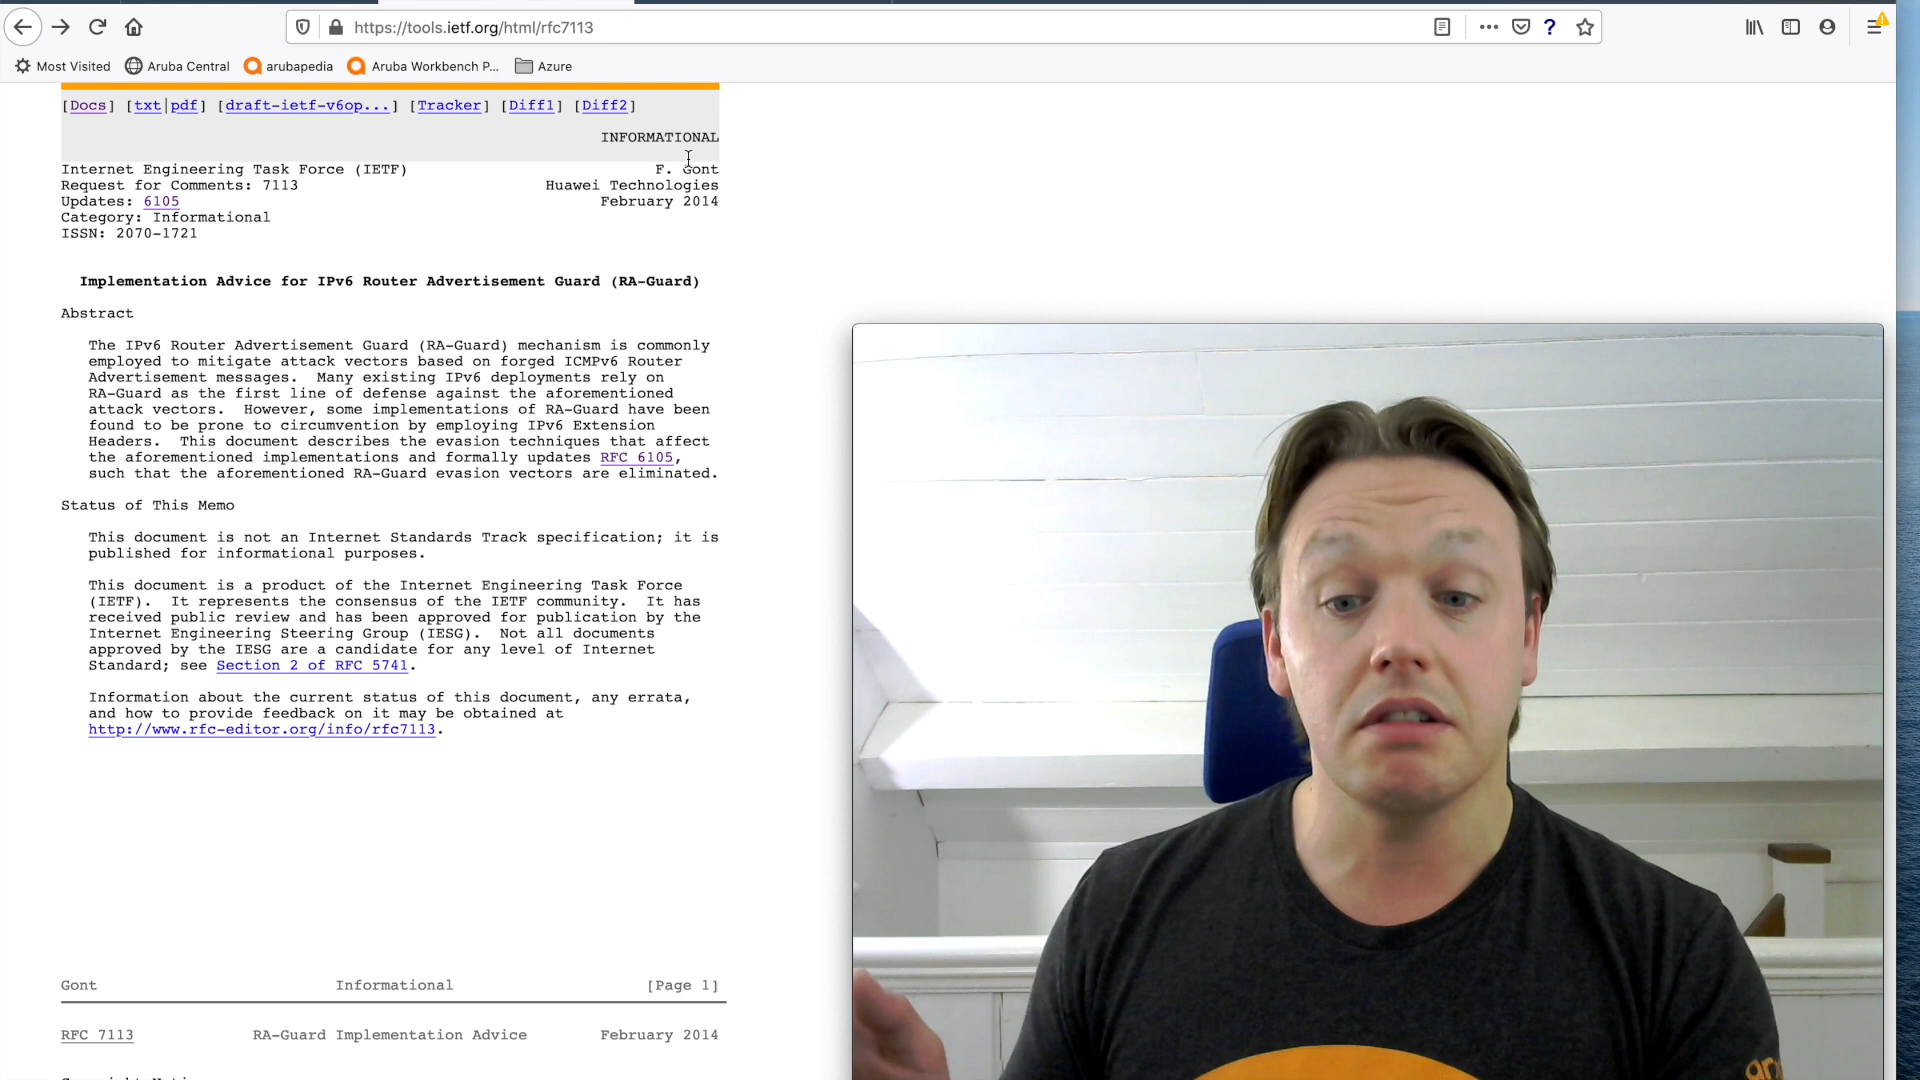 https://tools.ietf.org/html/rfc7113
Most Visited Aruba Central arubapedia Aruba Workbench P... Azure
[Docs] [txt|pdf] [draft-ietf-v6op...] [Tracker] [Diff1] [Diff2]
INFORMATIONAL
Internet Engineering Task Force (IETF) F. Gont
Request for Comments: 7113 Huawei Technologies
Updates: 6105 February 2014
Category: Informational
ISSN: 2070-1721
Implementation Advice for IPv6 Router Advertisement Guard (RA-Guard)
Abstract
The IPv6 Router Advertisement Guard (RA-Guard) mechanism is commonly
employed to mitigate attack vectors based on forged ICMPv6 Router
Advertisement messages. Many existing IPv6 deployments rely on
RA-Guard as the first line of defense against the aforementioned
attack vectors. However, some implementations of RA-Guard have been
found to be prone to circumvention by employing IPv6 Extension
Headers. This document describes the evasion techniques that affect
the aforementioned implementations and formally updates RFC 6105,
such that the aforementioned RA-Guard evasion vectors are eliminated.
Status of This Memo
This document is not an Internet Standards Track specification; it is
published for informational purposes.
This document is a product of the Internet Engineering Task Force
(IETF). It represents the consensus of the IETF community. It has
received public review and has been approved for publication by the
Internet Engineering Steering Group (IESG). Not all documents
approved by the IESG are a candidate for any level of Internet
Standard; see Section 2 of RFC 5741.
Information about the current status of this document, any errata,
and how to provide feedback on it may be obtained at
http://www.rfc-editor.org/info/rfc7113.
Gont Informational [Page 1]
RFC 7113 RA-Guard Implementation Advice February 2014